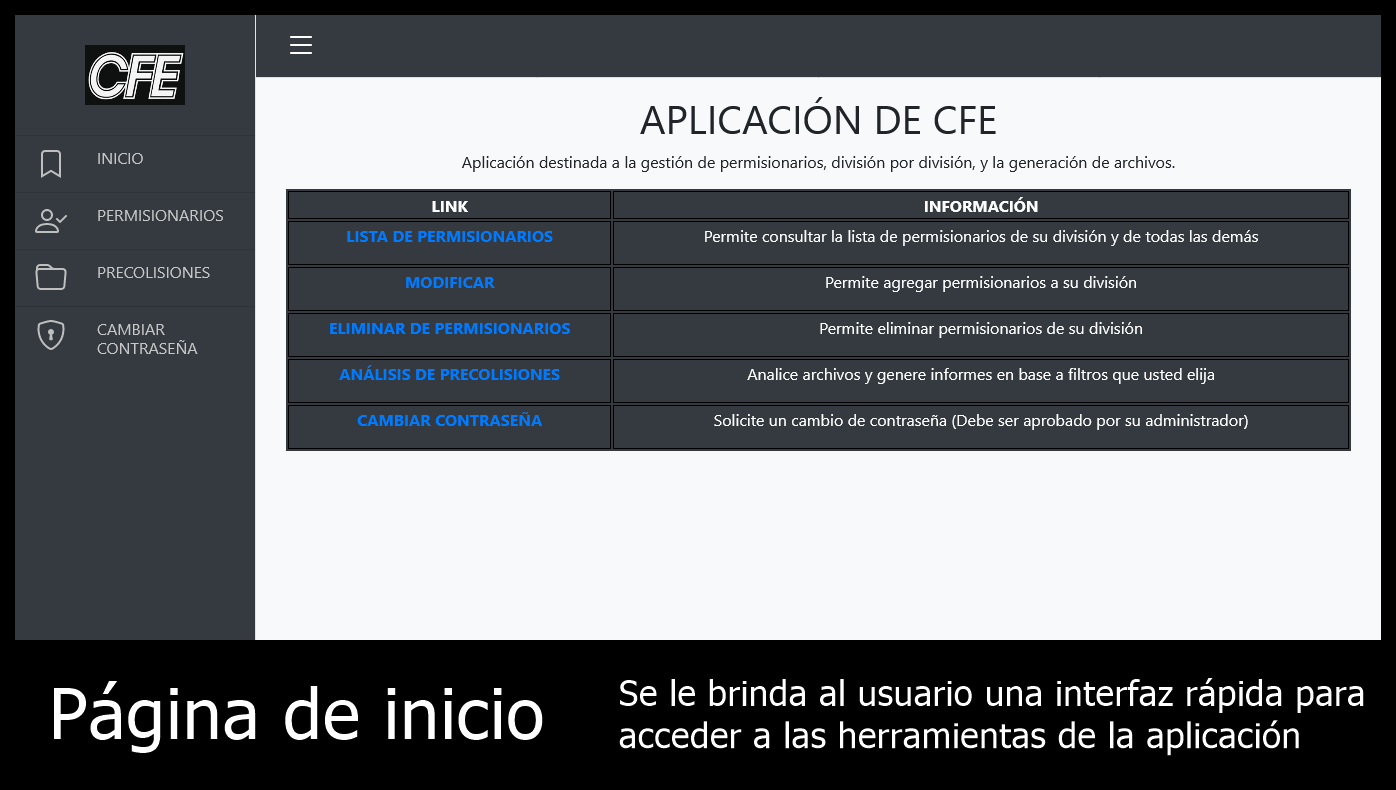 CFE
INICIO
PERMISIONARIOS
PRECOLISIONES
CAMBIAR
CONTRASEÑA
APLICACIÓN DE CFE
Aplicación destinada a la gestión de permisionarios, división por división, y la generación de archivos.
LINK INFORMACIÓN
LISTA DE PERMISIONARIOS Permite consultar la lista de permisionarios de su división y de todas las demás
MODIFICAR Permite agregar permisionarios a su división
ELIMINAR DE PERMISIONARIOS Permite eliminar permisionarios de su división
ANÁLISIS DE PRECOLISIONES Analice archivos y genere informes en base a filtros que usted elija
CAMBIAR CONTRASEÑA Solicite un cambio de contraseña (Debe ser aprobado por su administrador)
Página de inicio
Se le brinda al usuario una interfaz rápida para
acceder a las herramientas de la aplicación